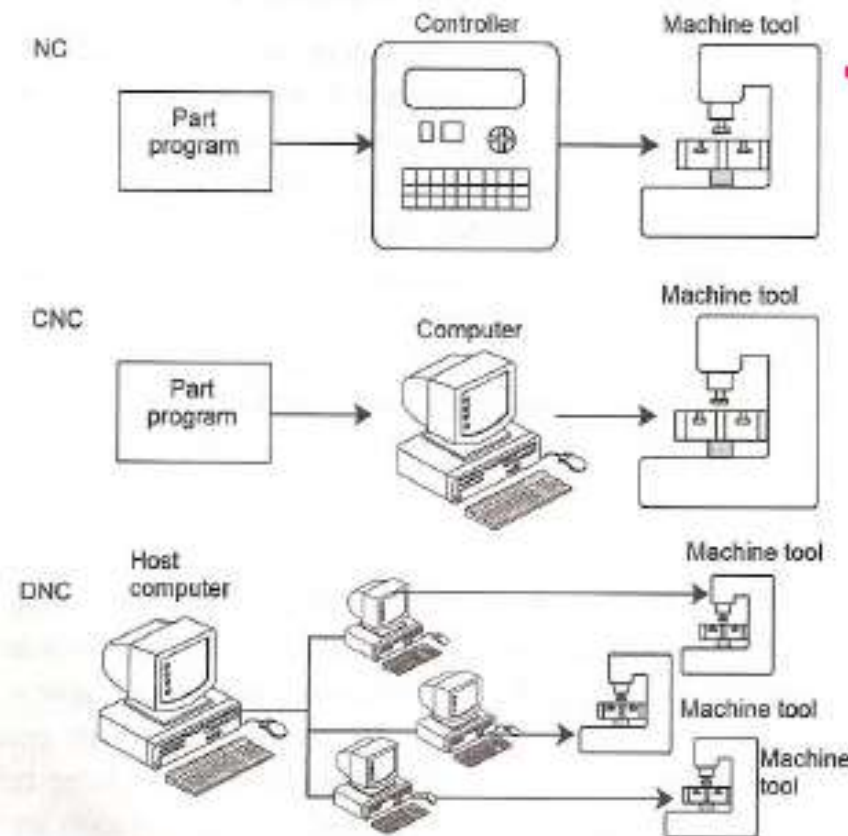 NC
Controller
Machine tool
Part
program
CNC
Computer
Machine tool
Part
program
DNC
Host
computer
Machine tool
Machine tool
Machine
tool